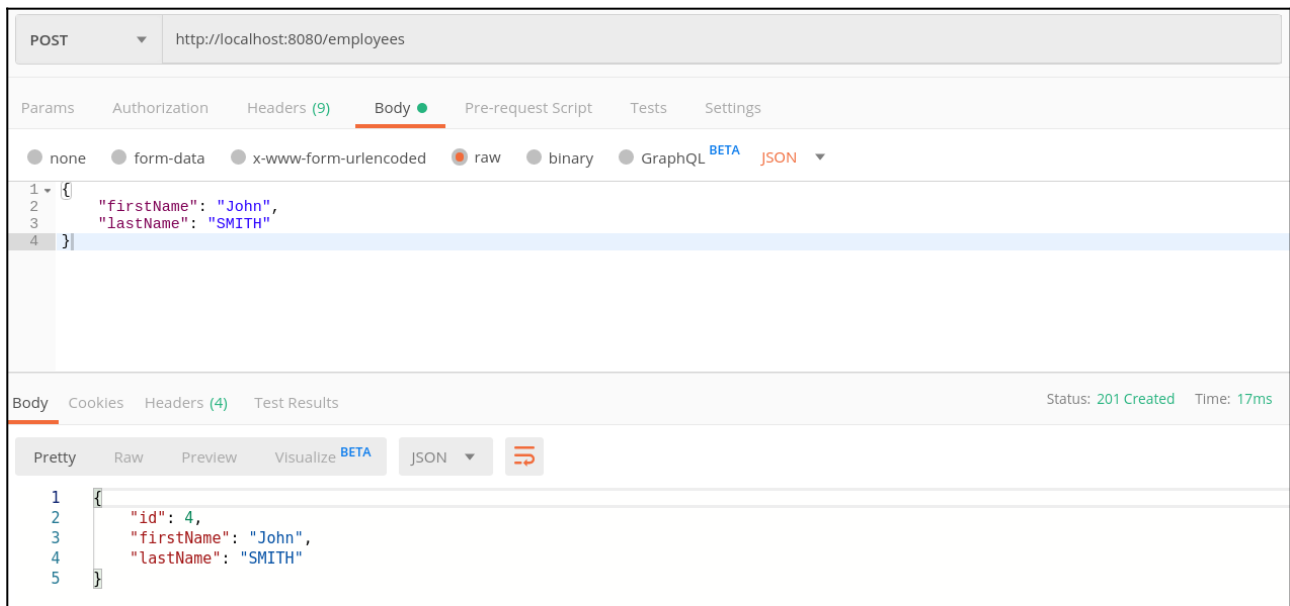 POST http://localhost:8080/employees
Params Authorization Headers (9) Body Pre-request Script Tests Settings
none form-data x-www-form-urlencoded raw binary GraphQL BETA JSON
1 {
2 "firstName": "John",
3 "lastName": "SMITH"
4 }
Body Cookies Headers (4) Test Results Status: 201 Created Time: 17ms
Pretty Raw Preview Visualize BETA JSON
1 {
2 "id": 4,
3 "firstName": "John",
4 "lastName": "SMITH"
5 }